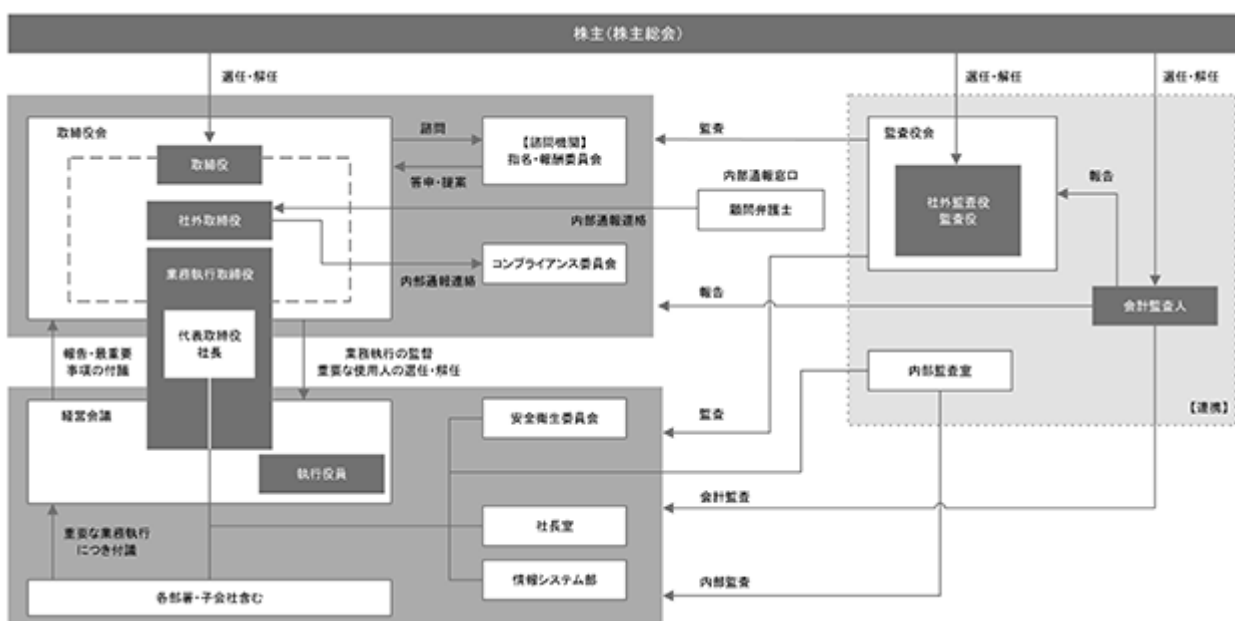 株主(株主総会)
選任・解任
選任・解任
選任・解任
取締役会
取締役
社外取締役
業務執行取締役
代表取締役
社長
諮問
答申・提案
【諮問機関】
指名・報酬委員会
内部通報連絡
内部通報連絡
コンプライアンス委員会
内部通報窓口
顧問弁護士
監査
監査役会
社外監査役
監査役
報告
報告
会計監査人
内部監査室
【連携】
報告・最重要
事項の付議
業務執行の監督
重要な使用人の選任・解任
経営会議
執行役員
安全衛生委員会
監査
会計監査
社長室
重要な業務執行
につき付議
情報システム部
内部監査
各部署・子会社含む